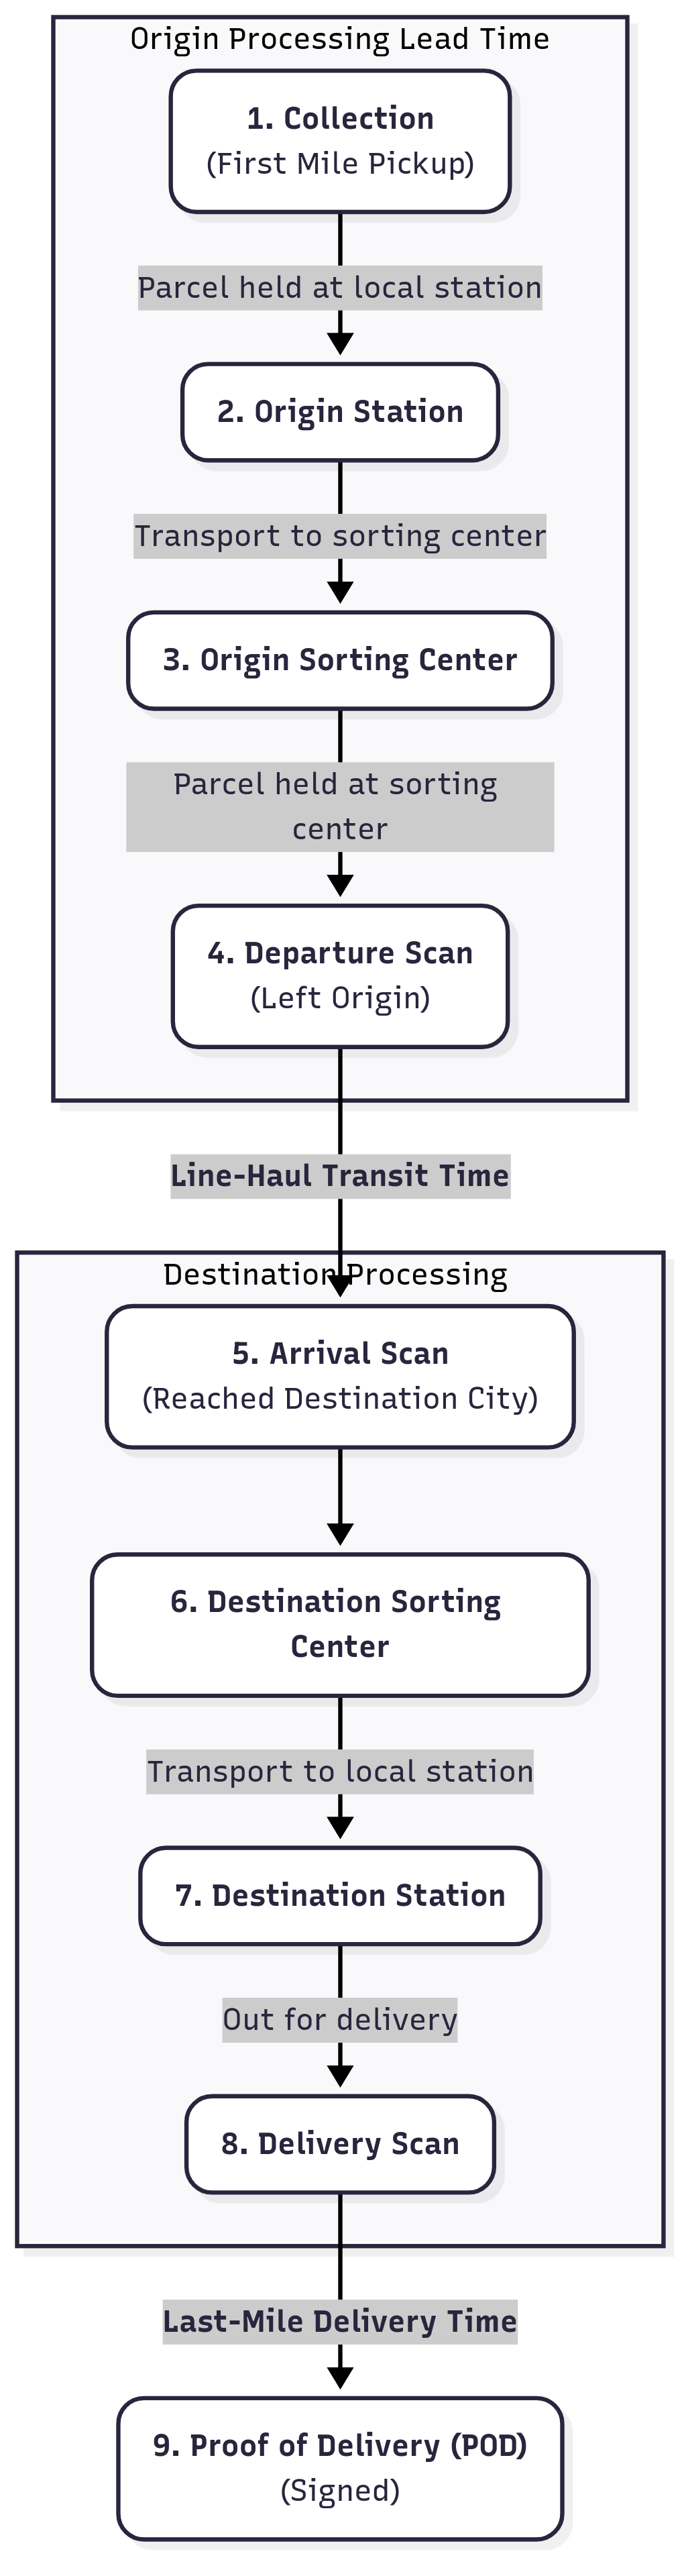 Origin Processing Lead Time
1. Collection
(First Mile Pickup)
Parcel held at local station
2. Origin Station
Transport to sorting center
3. Origin Sorting Center
Parcel held at sorting
center
4. Departure Scan
(Left Origin)
Line-Haul Transit Time
Destination Processing
5. Arrival Scan
(Reached Destination City)
6. Destination Sorting
Center
Transport to local station
7. Destination Station
Out for delivery
8. Delivery Scan
Last-Mile Delivery Time
9. Proof of Delivery (POD)
(Signed)